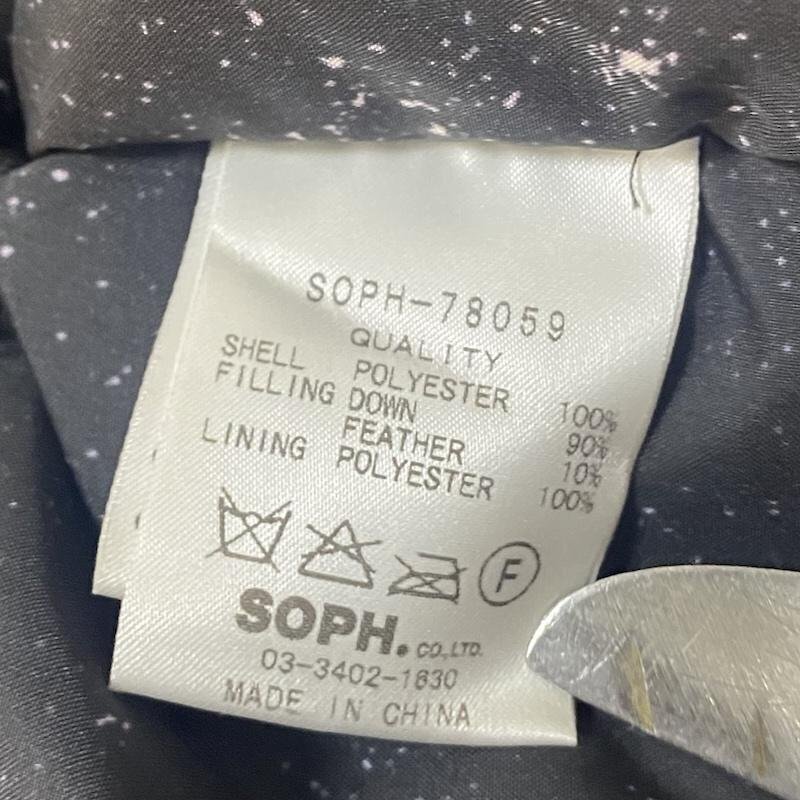 SOPH-78059
QUALITY
SHELL POLYESTER 100%
FILLING DOWN 90%
FEATHER 10%
LINING POLYESTER 100%
F
SOPH. CO.,LTD.
03-3402-1830
MADE IN CHINA